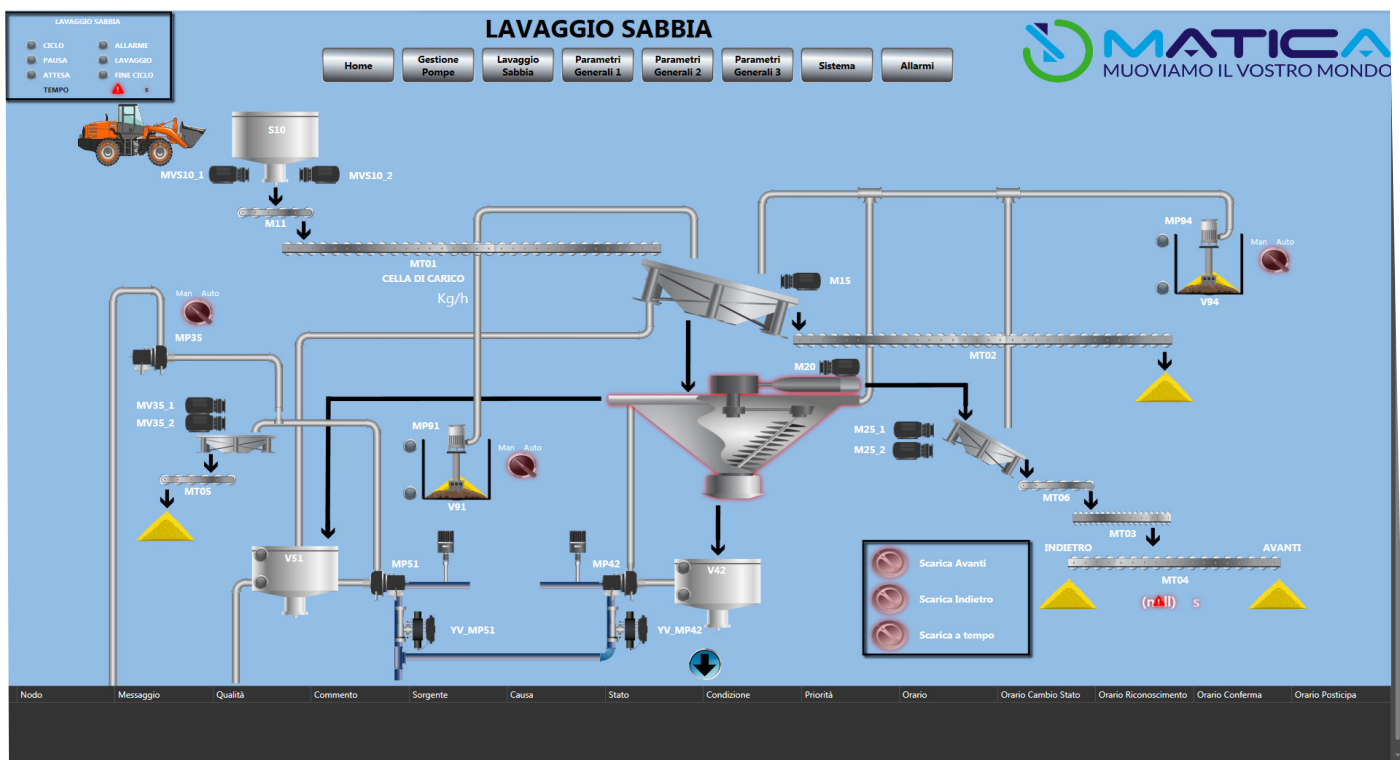 LAVAGGIO SABBIA
CICLO
ALLARME
PAUSA
LAVAGGIO
ATTESA
FINE CICLO
TEMPO
s
LAVAGGIO SABBIA
Home
Gestione
Pompe
Lavaggio
Sabbia
Parametri
Generali 1
Parametri
Generali 2
Parametri
Generali 3
Sistema
Allarmi
MATICA
MUOVIAMO IL VOSTRO MONDO
S10
MVS10_1
MVS10_2
M11
MT01
CELLA DI CARICO
Kg/h
M15
MP94
Man Auto
V94
Man Auto
MP35
MT02
M20
MV35_1
MV35_2
MP91
Man Auto
M25_1
M25_2
MT05
V91
MT06
MT03
V51
MP51
MP42
V42
INDIETRO
AVANTI
MT04
s
YV_MP51
YV_MP42
Scarica Avanti
Scarica Indietro
Scarica a tempo
Nodo Messaggio Qualità Commento Sorgente Causa Stato Condizione Priorità Orario Orario Cambio Stato Orario Riconoscimento Orario Conferma Orario Posticipa